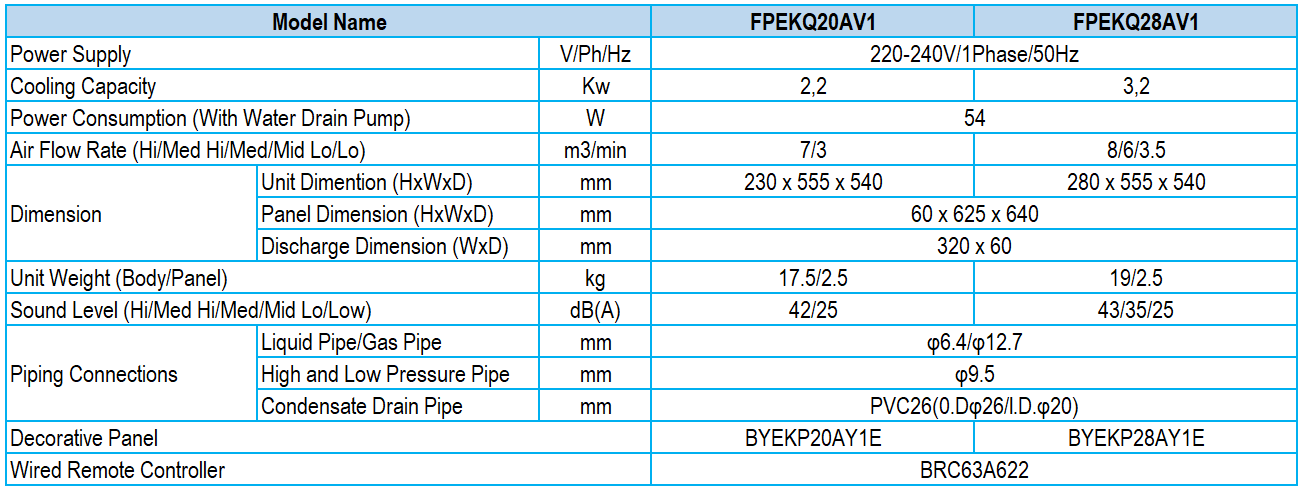 Model Name FPEKQ20AV1 FPEKQ28AV1
Power Supply V/Ph/Hz 220-240V/1Phase/50Hz
Cooling Capacity Kw 2,2 3,2
Power Consumption (With Water Drain Pump) W 54
Air Flow Rate (Hi/Med Hi/Med/Mid Lo/Lo) m3/min 7/3 8/6/3.5
Dimension Unit Dimention (HxWxD) mm 230 x 555 x 540 280 x 555 x 540
Panel Dimension (HxWxD) mm 60 x 625 x 640
Discharge Dimension (WxD) mm 320 x 60
Unit Weight (Body/Panel) kg 17.5/2.5 19/2.5
Sound Level (Hi/Med Hi/Med/Mid Lo/Low) dB(A) 42/25 43/35/25
Piping Connections Liquid Pipe/Gas Pipe mm φ6.4/φ12.7
High and Low Pressure Pipe mm φ9.5
Condensate Drain Pipe mm PVC26(0.Dφ26/I.D.φ20)
Decorative Panel BYEKP20AY1E BYEKP28AY1E
Wired Remote Controller BRC63A622